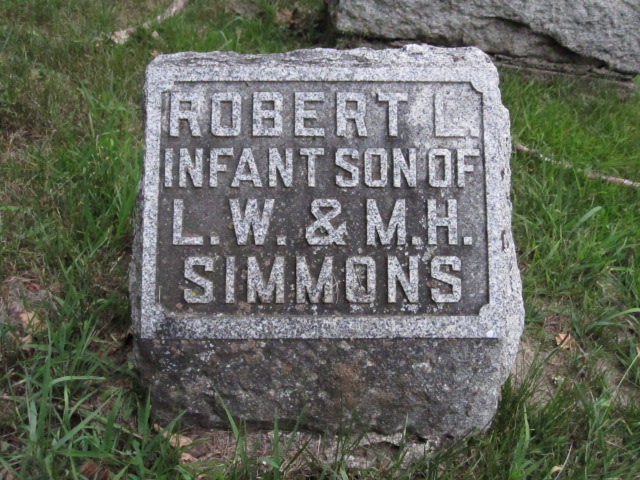 ROBERT L.
INFANT SON OF
L. W. & M. H.
SIMMONS